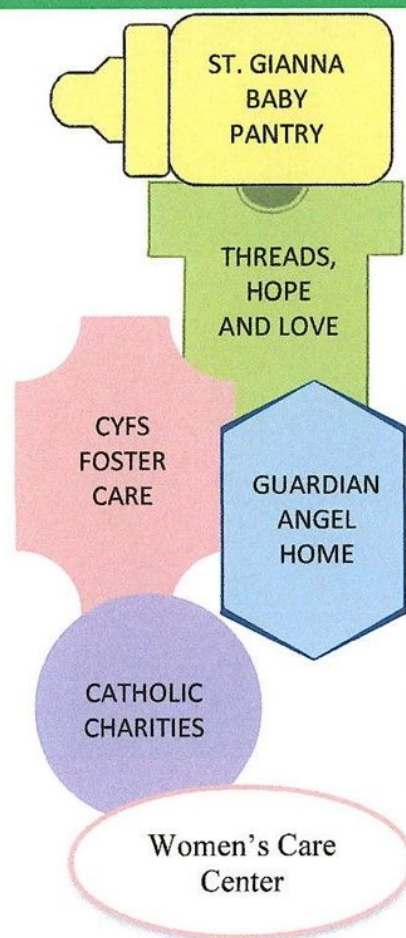 ST. GIANNA
BABY
PANTRY
THREADS,
HOPE
AND LOVE
CYFS
FOSTER
CARE
GUARDIAN
ANGEL
HOME
CATHOLIC
CHARITIES
Women's Care
Center